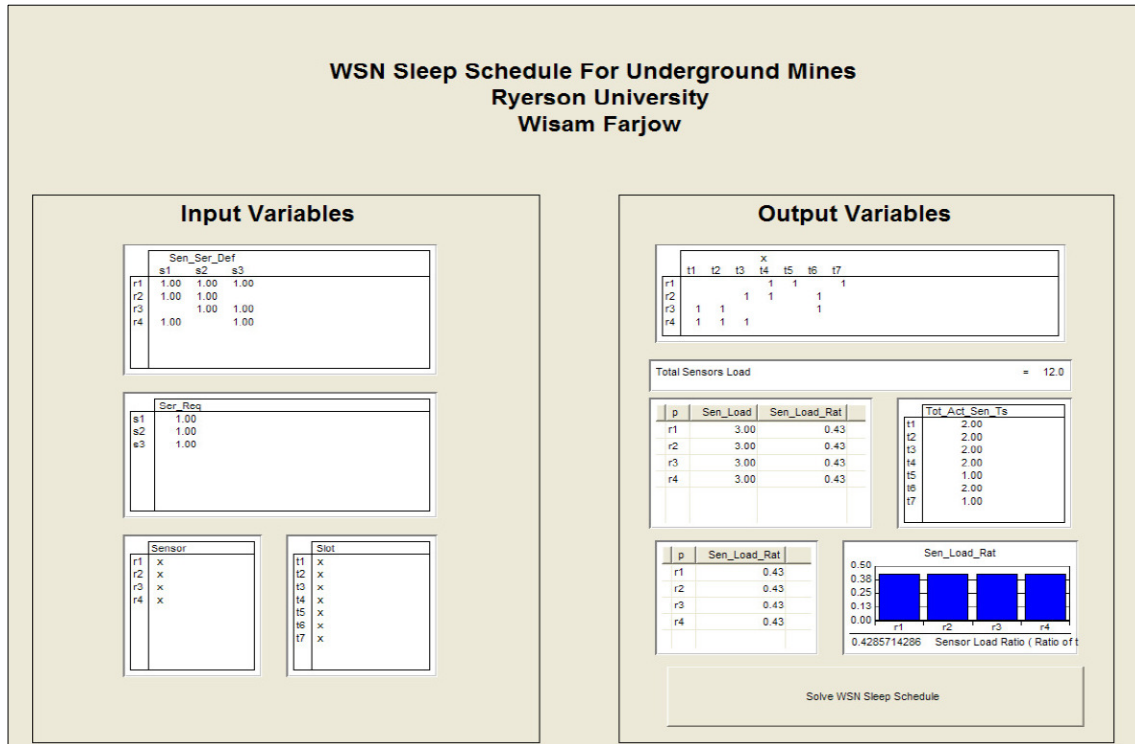 WSN Sleep Schedule For Underground Mines
Ryerson University
Wisam Farjow
Input Variables
Sen_Ser_Def
s1 s2 s3
r1 1.00 1.00 1.00
r2 1.00 1.00
r3 1.00 1.00
r4 1.00 1.00
Ser_Req
s1 1.00
s2 1.00
s3 1.00
Sensor
r1 x
r2 x
r3 x
r4 x
Slot
t1 x
t2 x
t3 x
t4 x
t5 x
t6 x
t7 x
Output Variables
x
t1 t2 t3 t4 t5 t6 t7
r1 1 1 1
r2 1 1 1
r3 1 1 1
r4 1 1 1
Total Sensors Load = 12.0
p Sen_Load Sen_Load_Rat
r1 3.00 0.43
r2 3.00 0.43
r3 3.00 0.43
r4 3.00 0.43
Tot_Act_Sen_Ts
t1 2.00
t2 2.00
t3 2.00
t4 2.00
t5 1.00
t6 2.00
t7 1.00
p Sen_Load_Rat
r1 0.43
r2 0.43
r3 0.43
r4 0.43
Sen_Load_Rat
0.50
0.38
0.25
0.13
0.00
r1 r2 r3 r4
0.4285714286 Sensor Load Ratio ( Ratio of t
Solve WSN Sleep Schedule